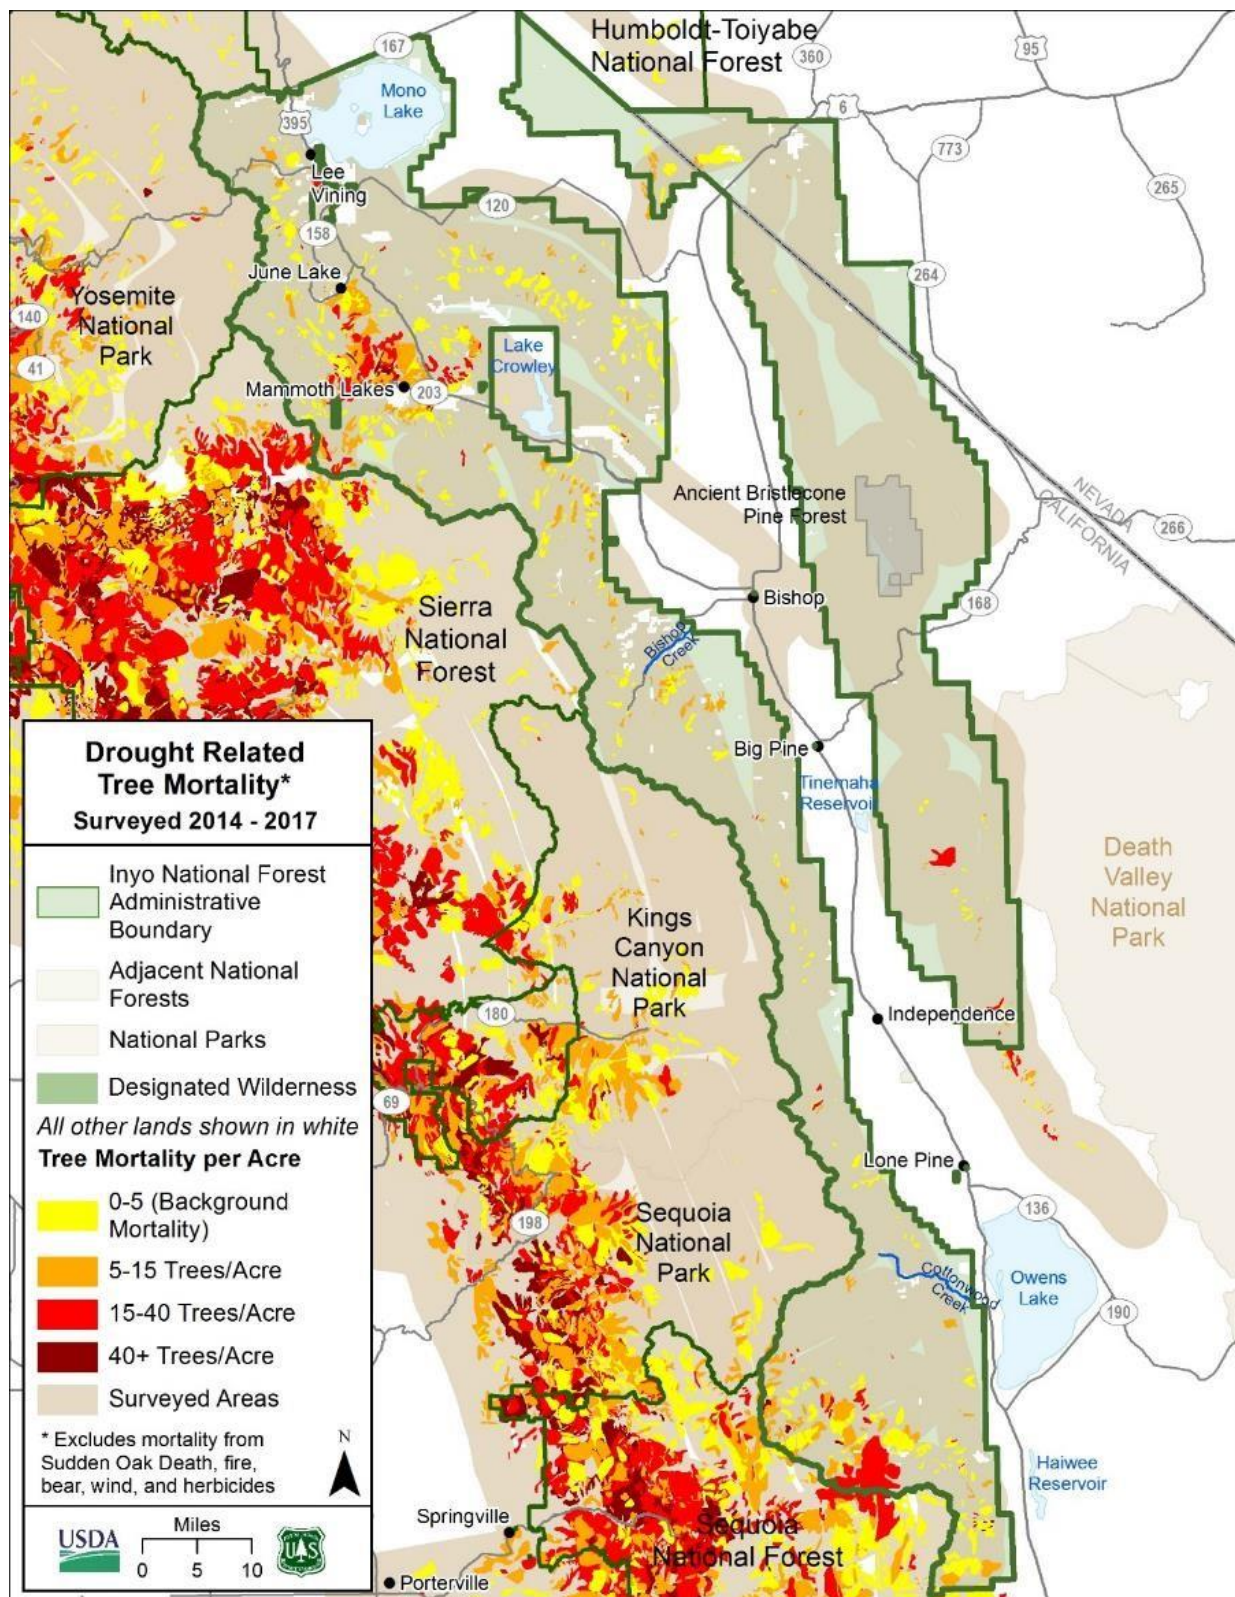 Humboldt-Toiyabe
National Forest
167
360
95
6
Mono
Lake
395
773
265
Lee
Vining
120
158
264
June Lake
Yosemite
National
Park
140
41
Lake
Crowley
Mammoth Lakes
203
Ancient Bristlecone
Pine Forest
NEVADA
CALIFORNIA
266
168
Bishop
Sierra
National
Forest
Bishop
Creek
Big Pine
Tinemaha
Reservoir
Death
Valley
National
Park
Kings
Canyon
National
Park
180
Independence
69
Lone Pine
198
Sequoia
National
Park
136
Cottonwood
Creek
Owens
Lake
190
Haiwee
Reservoir
Springville
Sequoia
National Forest
Porterville
Drought Related
Tree Mortality*
Surveyed 2014 - 2017
Inyo National Forest
Administrative
Boundary
Adjacent National
Forests
National Parks
Designated Wilderness
All other lands shown in white
Tree Mortality per Acre
0-5 (Background
Mortality)
5-15 Trees/Acre
15-40 Trees/Acre
40+ Trees/Acre
Surveyed Areas
* Excludes mortality from
Sudden Oak Death, fire,
bear, wind, and herbicides
N
USDA
Miles
0 5 10
U S